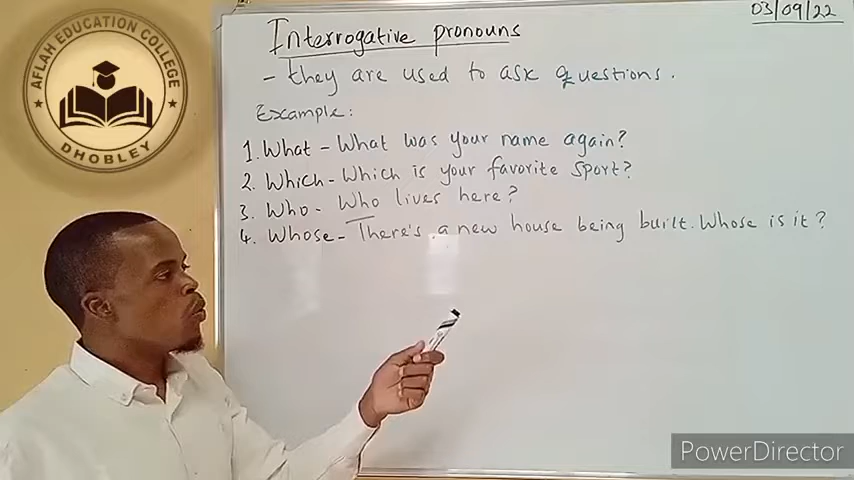 AFLAH EDUCATION COLLEGE
DHOBLEY
03/09/22
Interrogative pronouns
- They are used to ask questions.
Example:
1. What - What was your name again?
2. Which - Which is your favorite sport?
3. Who - Who lives here?
4. Whose - There's a new house being built. Whose is it?
PowerDirector